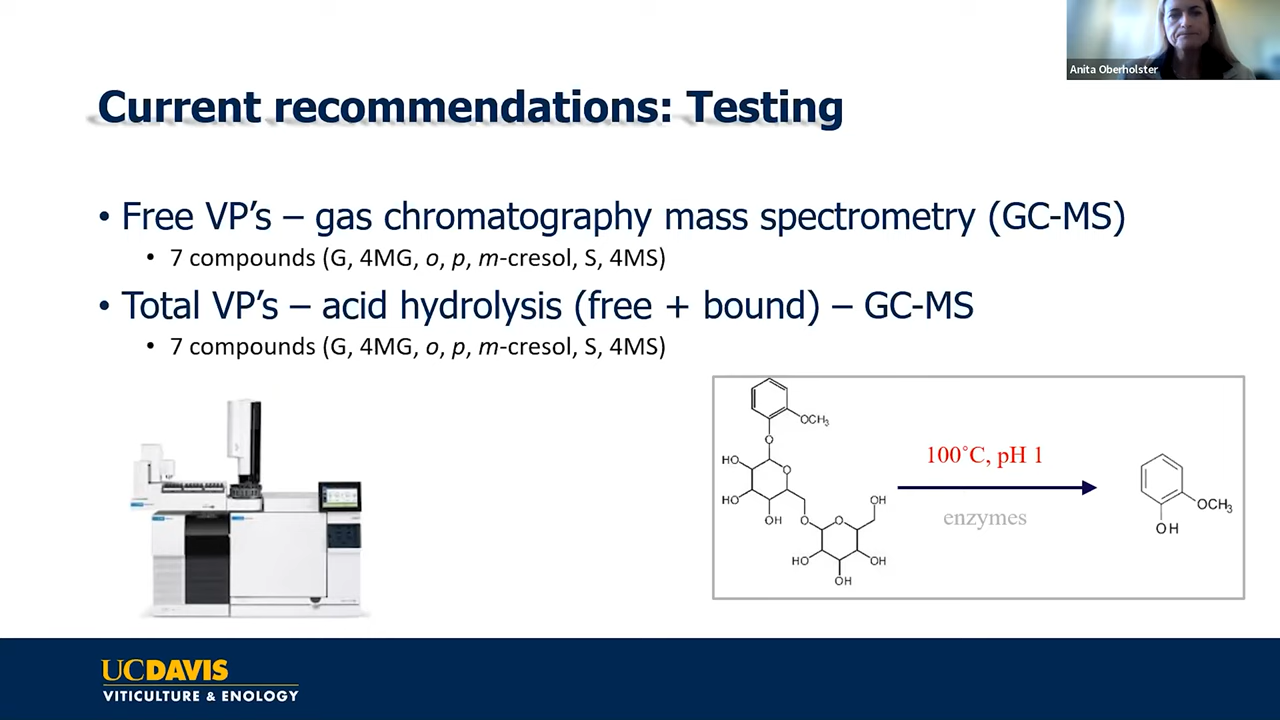 Anita Oberholster
Current recommendations: Testing
• Free VP's – gas chromatography mass spectrometry (GC-MS)
• 7 compounds (G, 4MG, o, p, m-cresol, S, 4MS)
• Total VP's – acid hydrolysis (free + bound) – GC-MS
• 7 compounds (G, 4MG, o, p, m-cresol, S, 4MS)
OCH3
O
HO
O
HO
OH
O
O
OH
HO
OH
OH
100°C, pH 1
enzymes
OCH3
OH
UCDAVIS
VITICULTURE & ENOLOGY